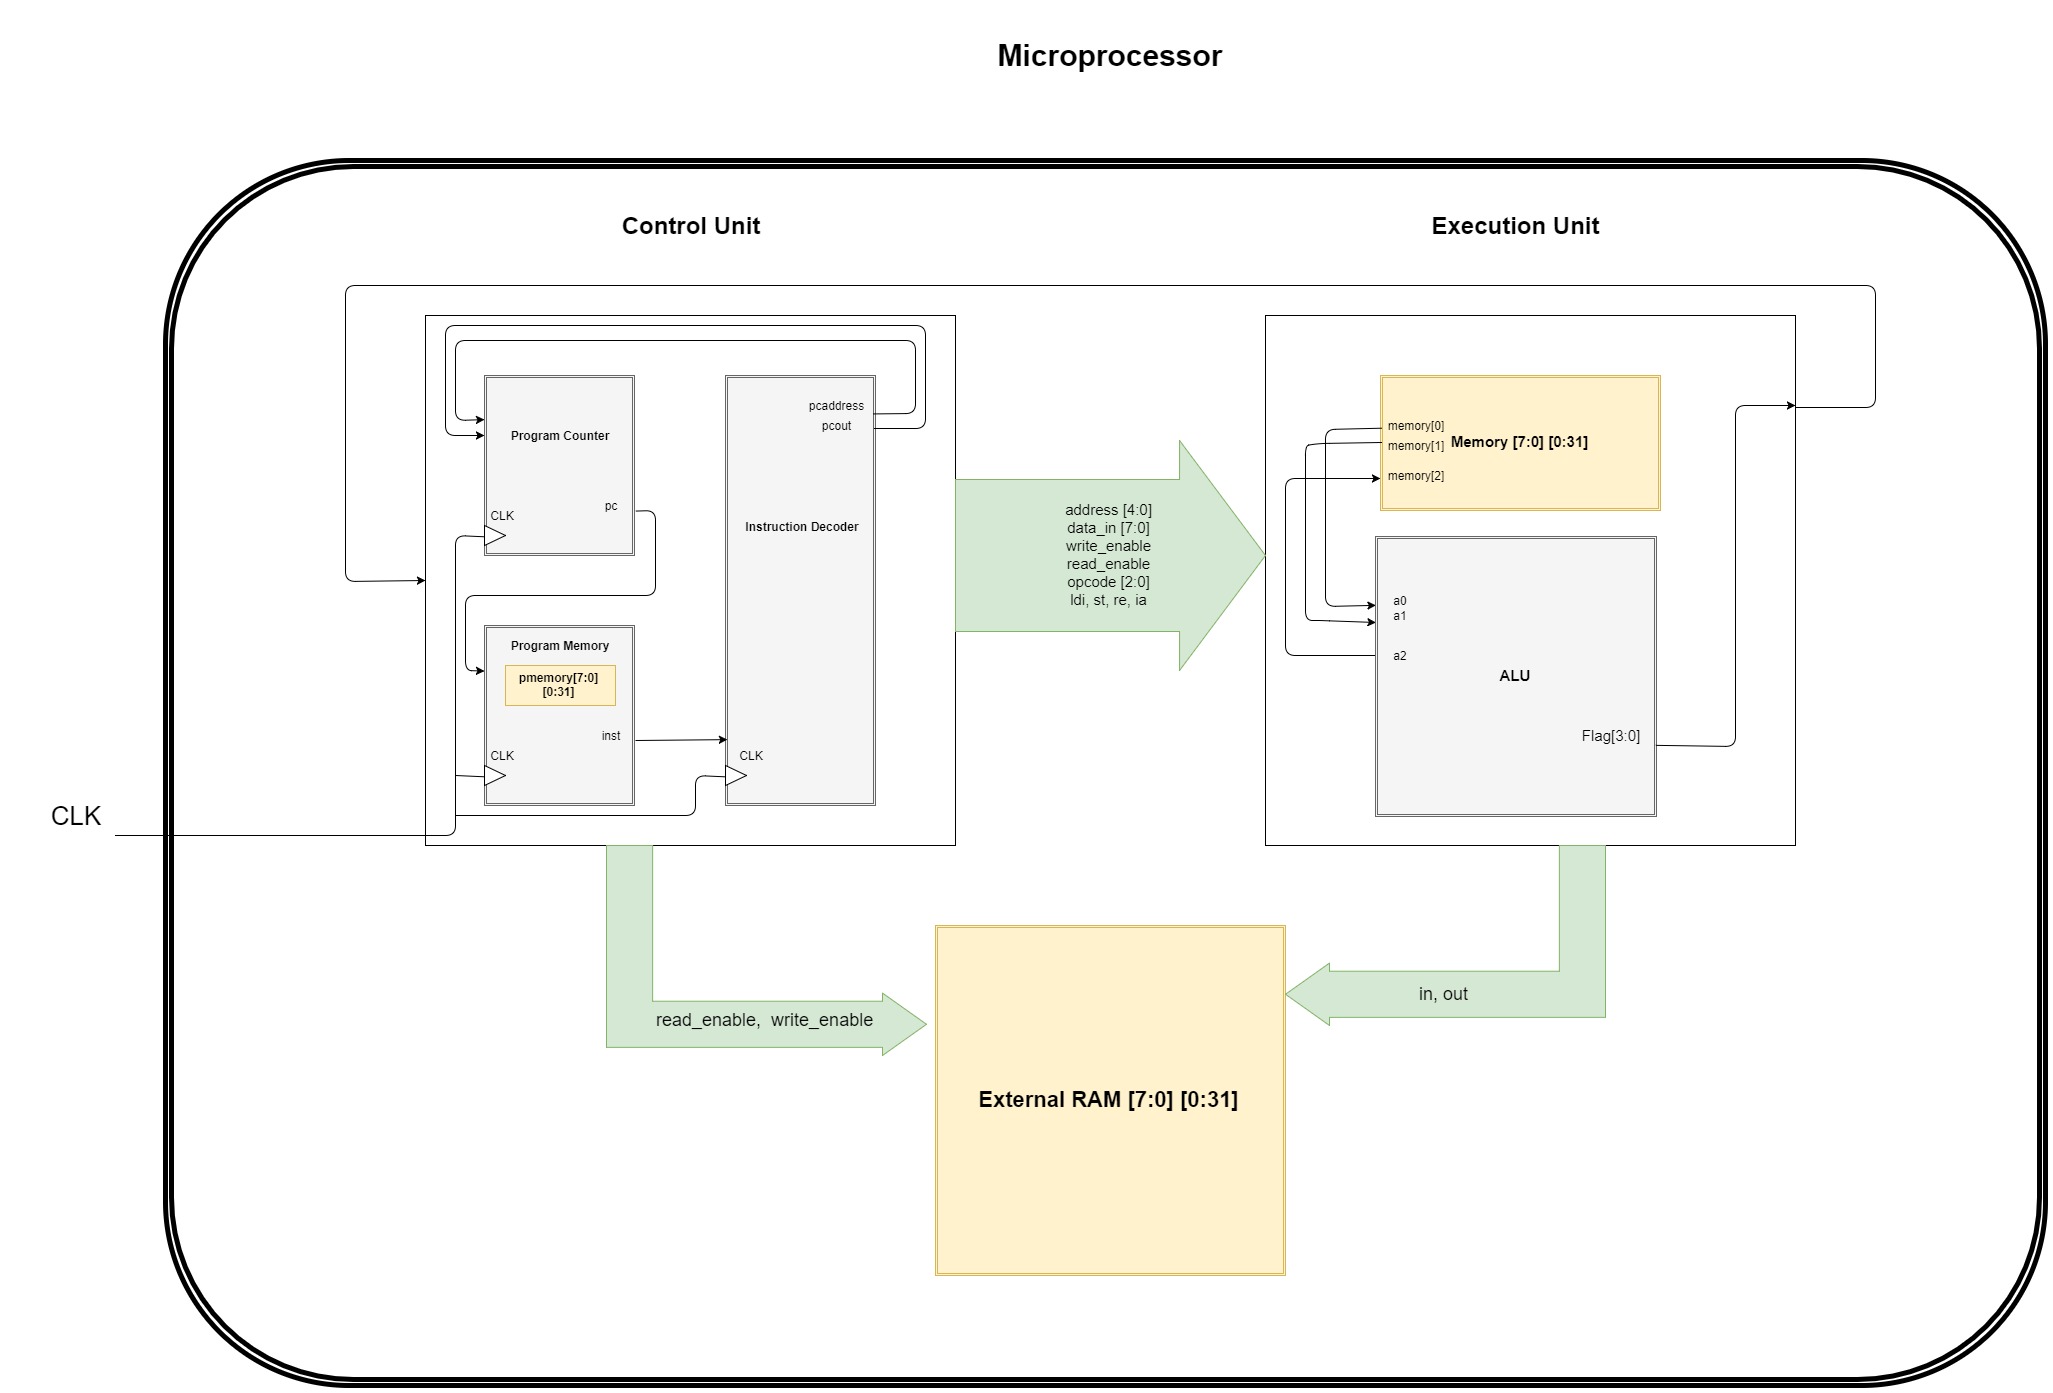 Microprocessor
Control Unit
Execution Unit
pcaddress
pcout
Program Counter
pc
CLK
Instruction Decoder
Program Memory
pmemory[7:0]
[0:31]
inst
CLK
CLK
CLK
address [4:0]
data_in [7:0]
write_enable
read_enable
opcode [2:0]
ldi, st, re, ia
memory[0]
memory[1]
Memory [7:0] [0:31]
memory[2]
a0
a1
a2
ALU
Flag[3:0]
read_enable,  write_enable
in, out
External RAM [7:0] [0:31]